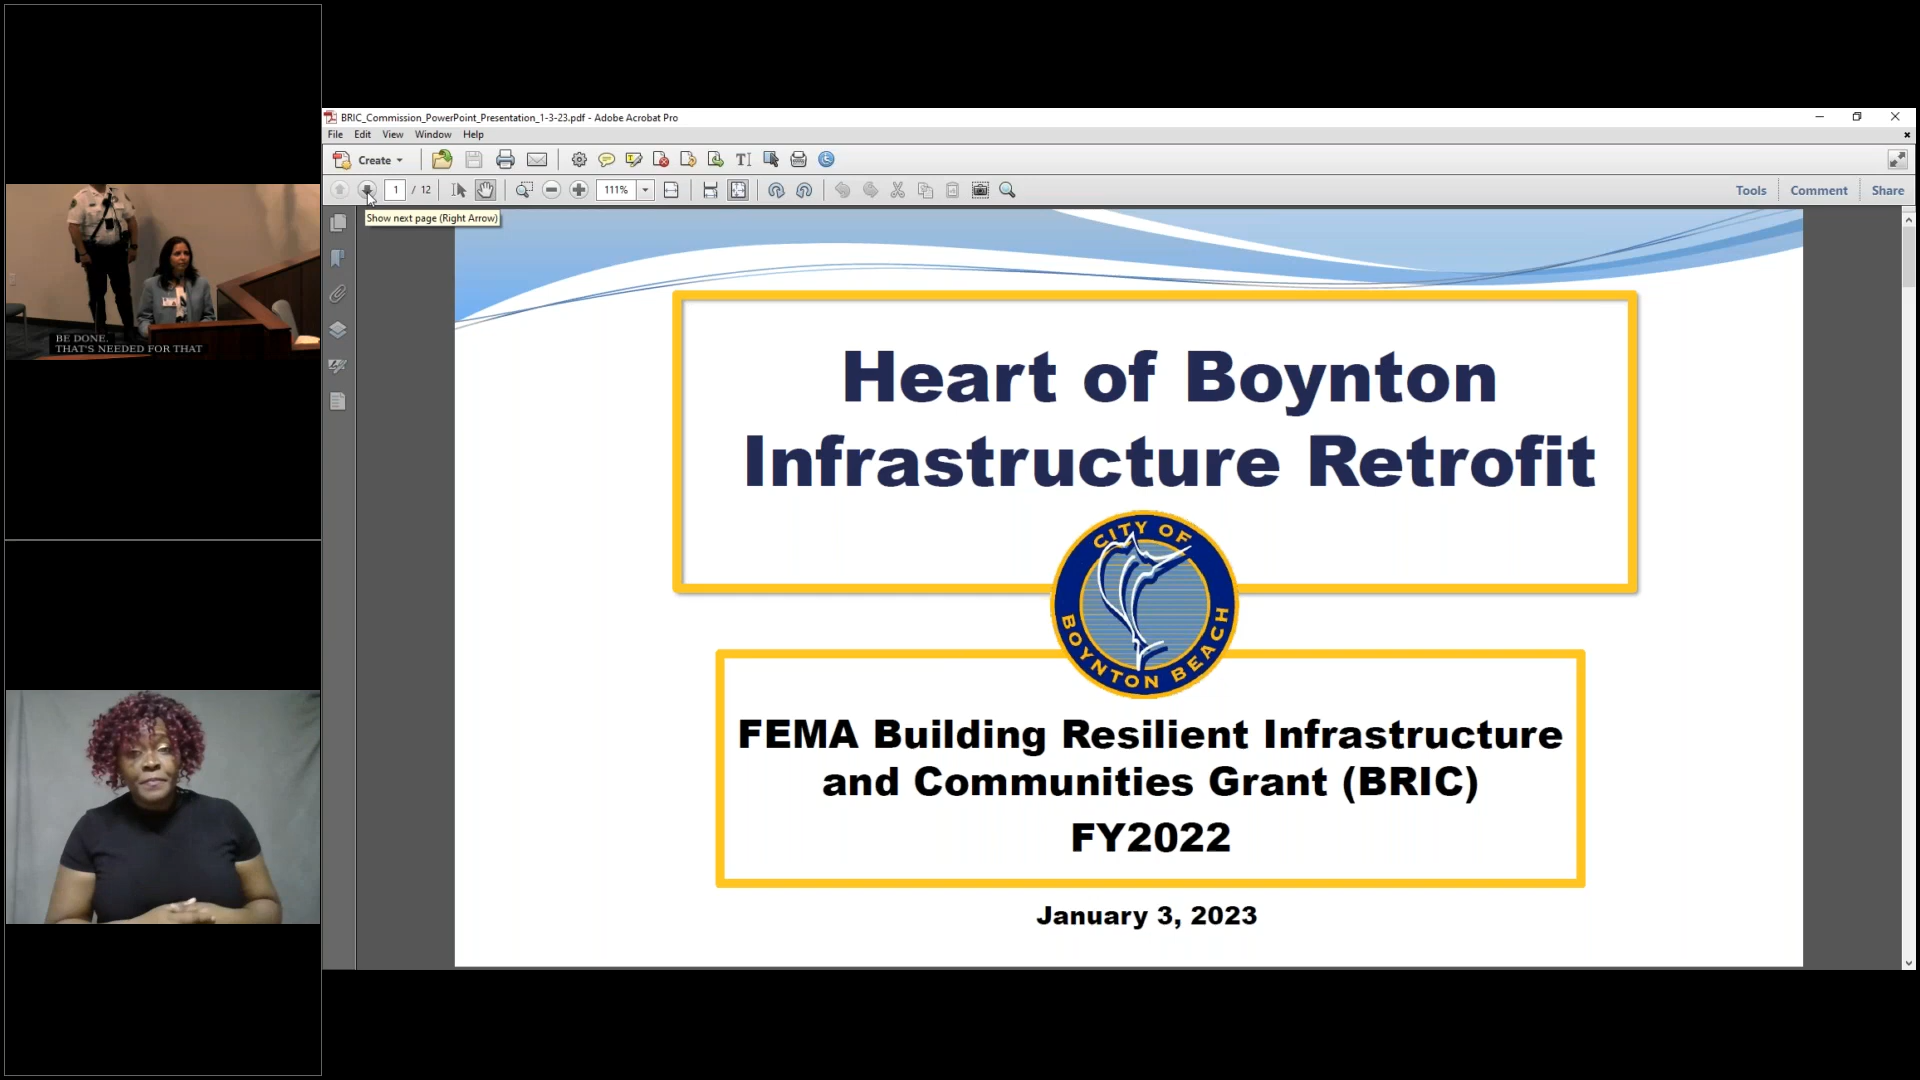 BRIC_Commission_PowerPoint_Presentation_1-3-23.pdf - Adobe Acrobat Pro
File Edit View Window Help
Create
1 / 12 111% Tools Comment Share
Show next page (Right Arrow)
Heart of Boynton
Infrastructure Retrofit
CITY OF
BOYNTON BEACH
FEMA Building Resilient Infrastructure
and Communities Grant (BRIC)
FY2022
January 3, 2023
BE DONE.
THAT'S NEEDED FOR THAT